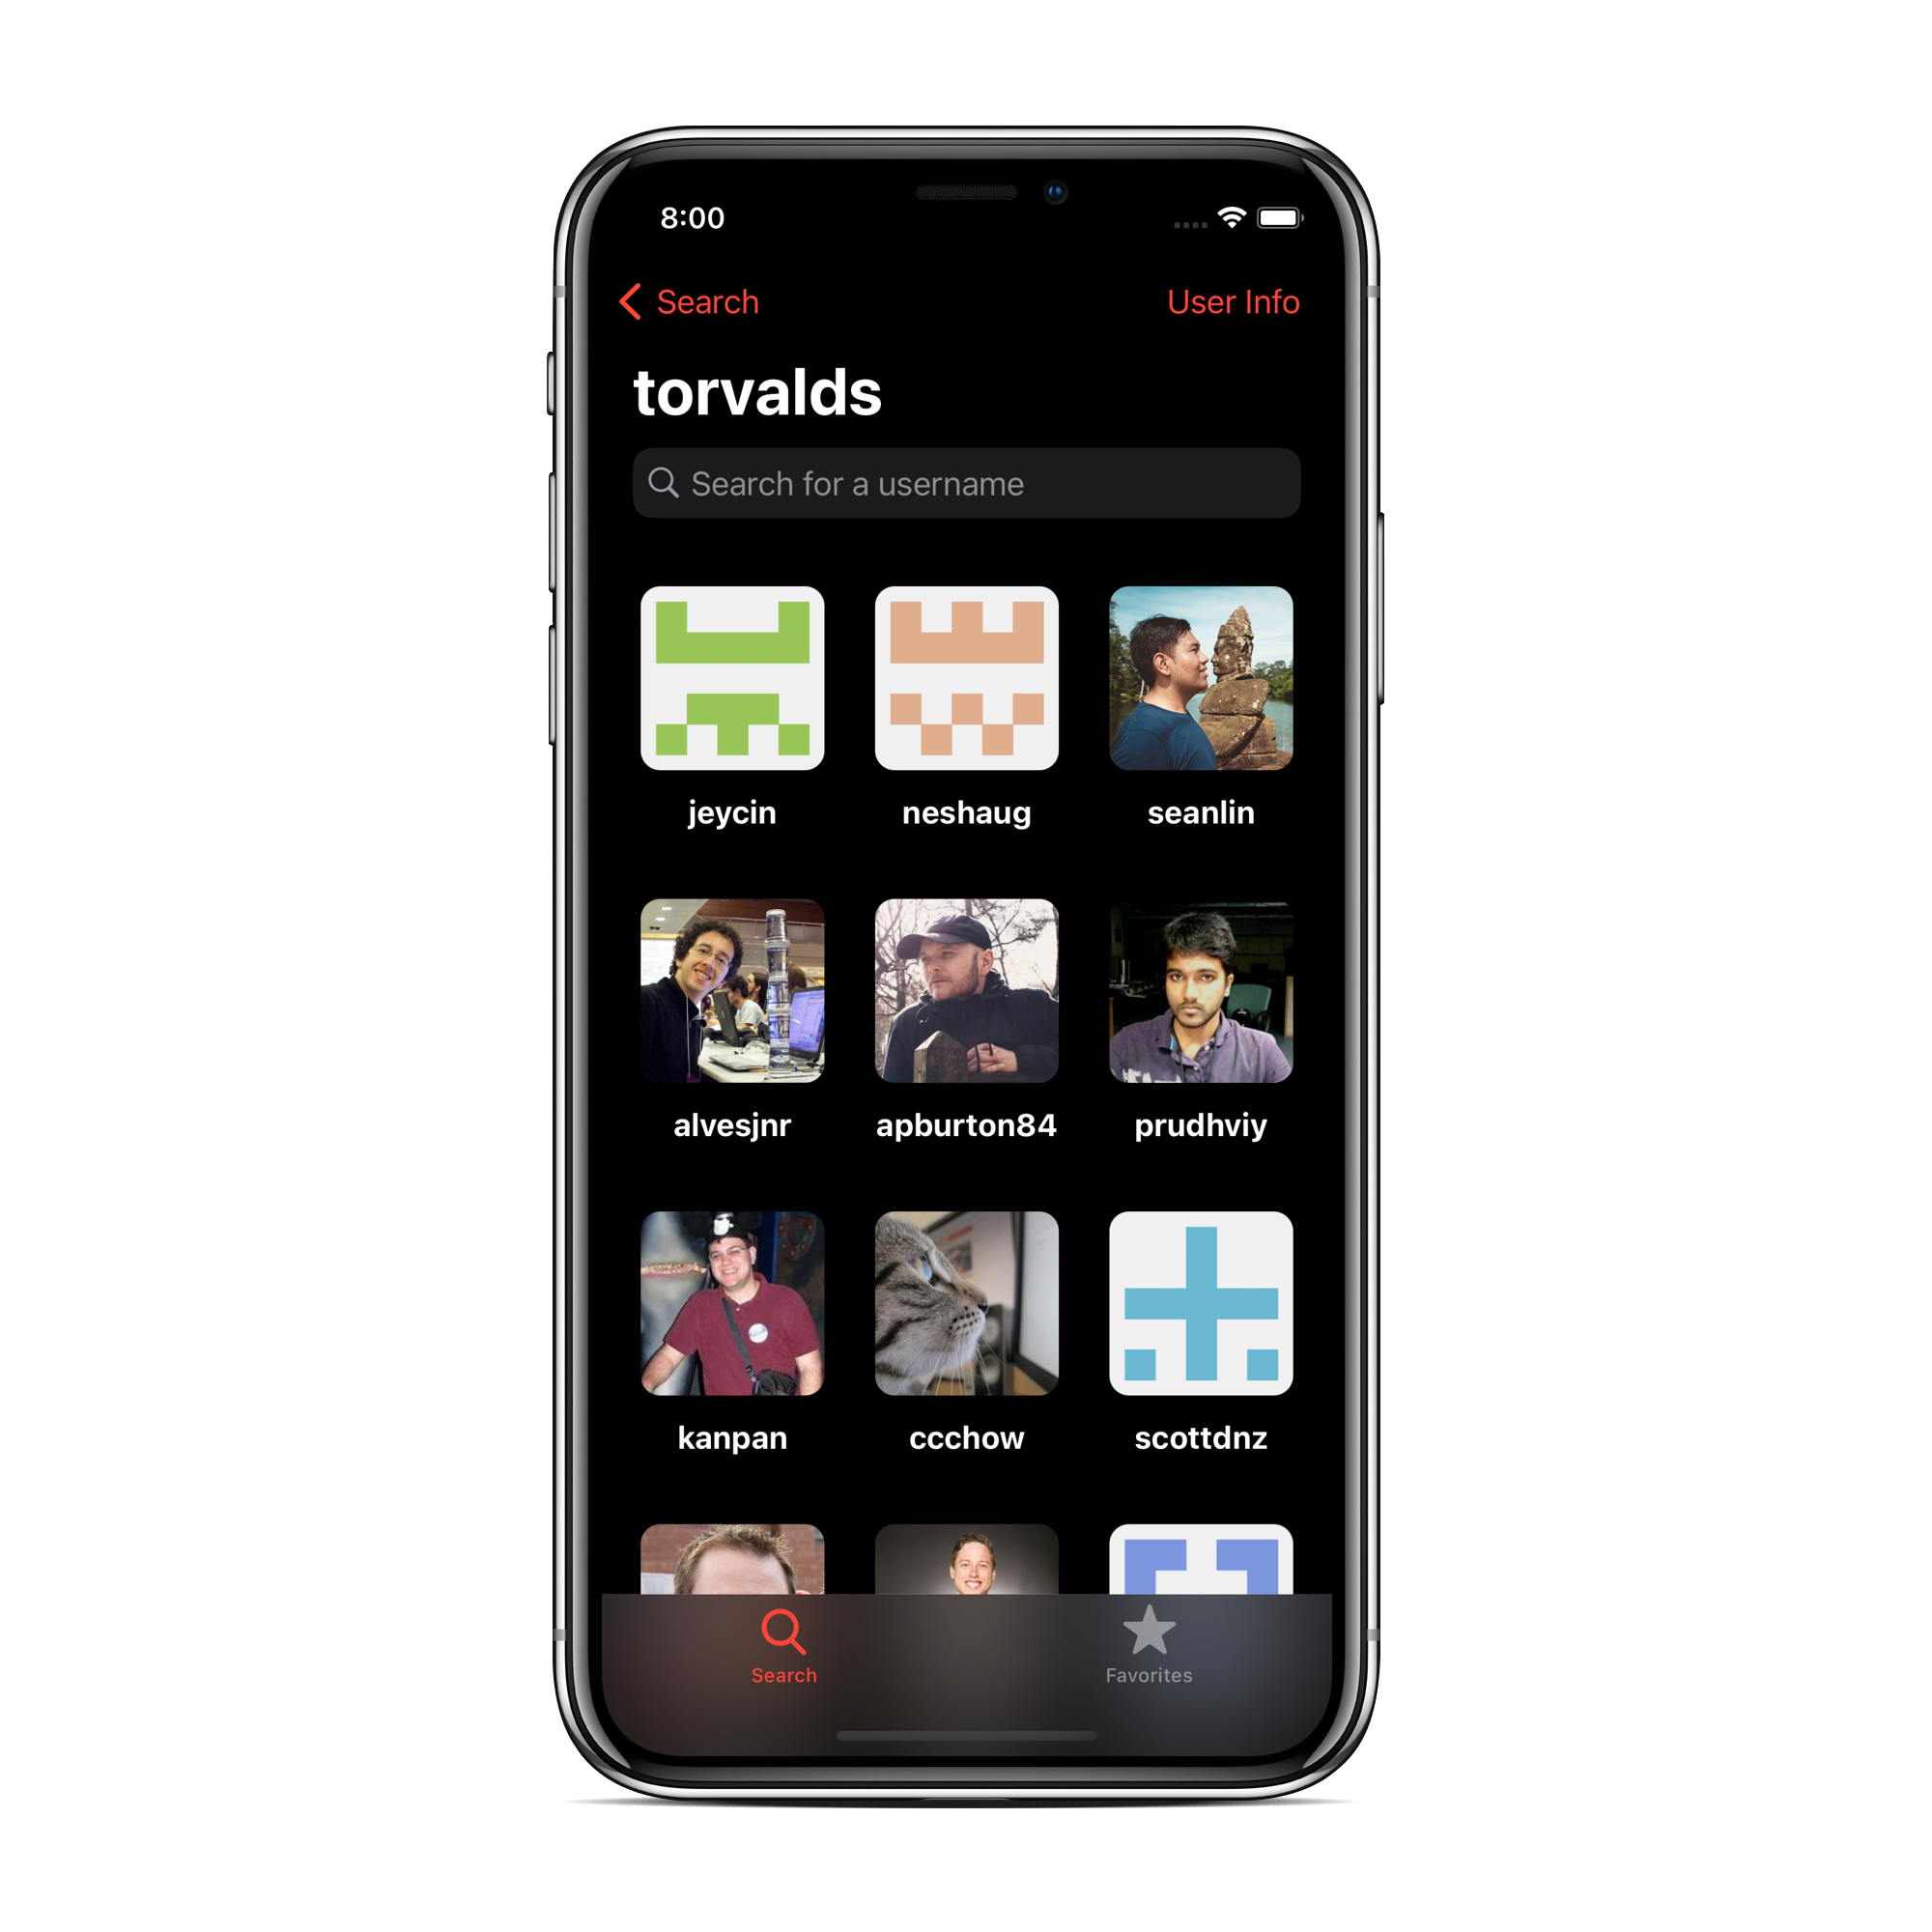 8:00
Search
User Info
torvalds
Search for a username
jeycin
neshaug
seanlin
alvesjnr
apburton84
prudhviy
kanpan
ccchow
scottdnz
Search
Favorites